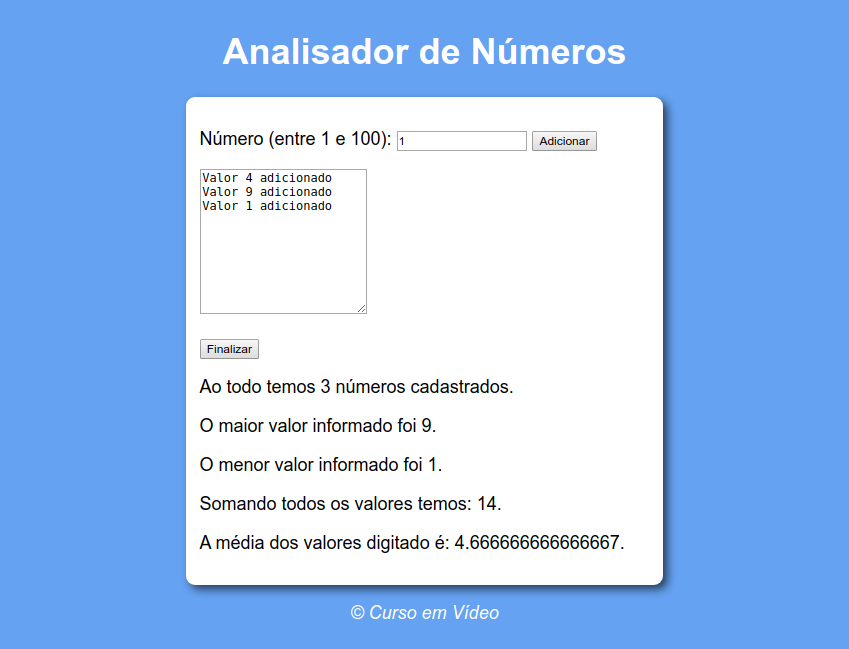 Analisador de Números
Número (entre 1 e 100): 1 Adicionar
Valor 4 adicionado
Valor 9 adicionado
Valor 1 adicionado
Finalizar
Ao todo temos 3 números cadastrados.
O maior valor informado foi 9.
O menor valor informado foi 1.
Somando todos os valores temos: 14.
A média dos valores digitado é: 4.666666666666667.
© Curso em Vídeo